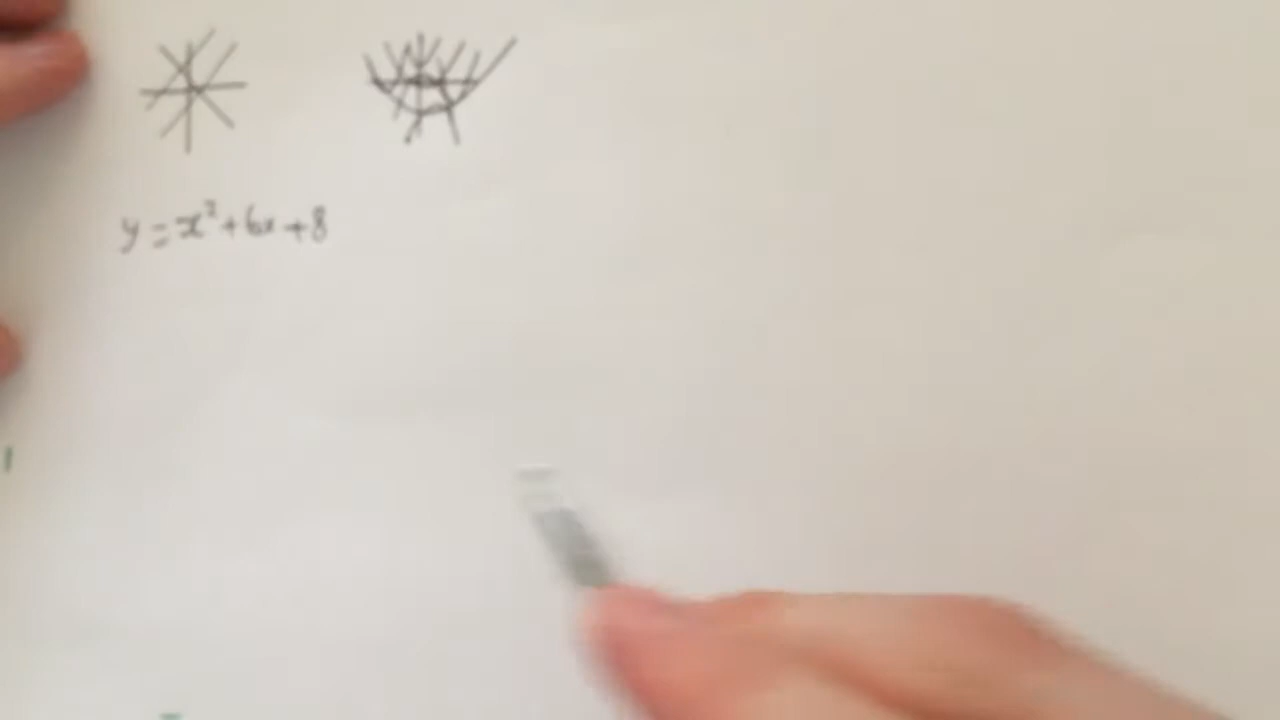 y = x² + 6x + 8